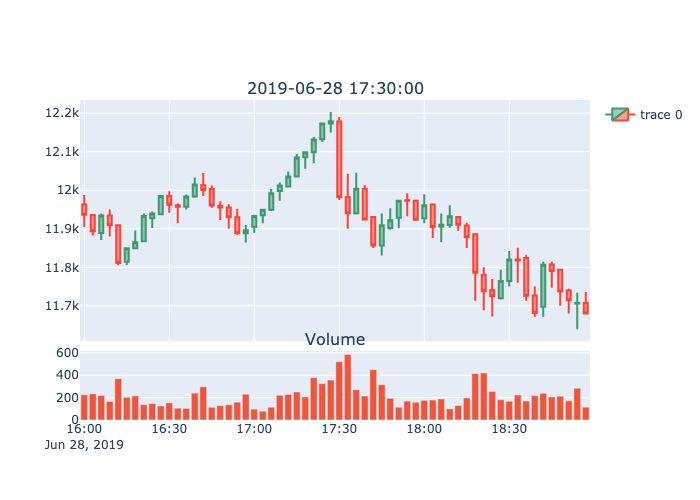 2019-06-28 17:30:00
12.2k
12.1k
12k
11.9k
11.8k
11.7k
trace 0
Volume
600
400
200
0
16:00 16:30 17:00 17:30 18:00 18:30
Jun 28, 2019